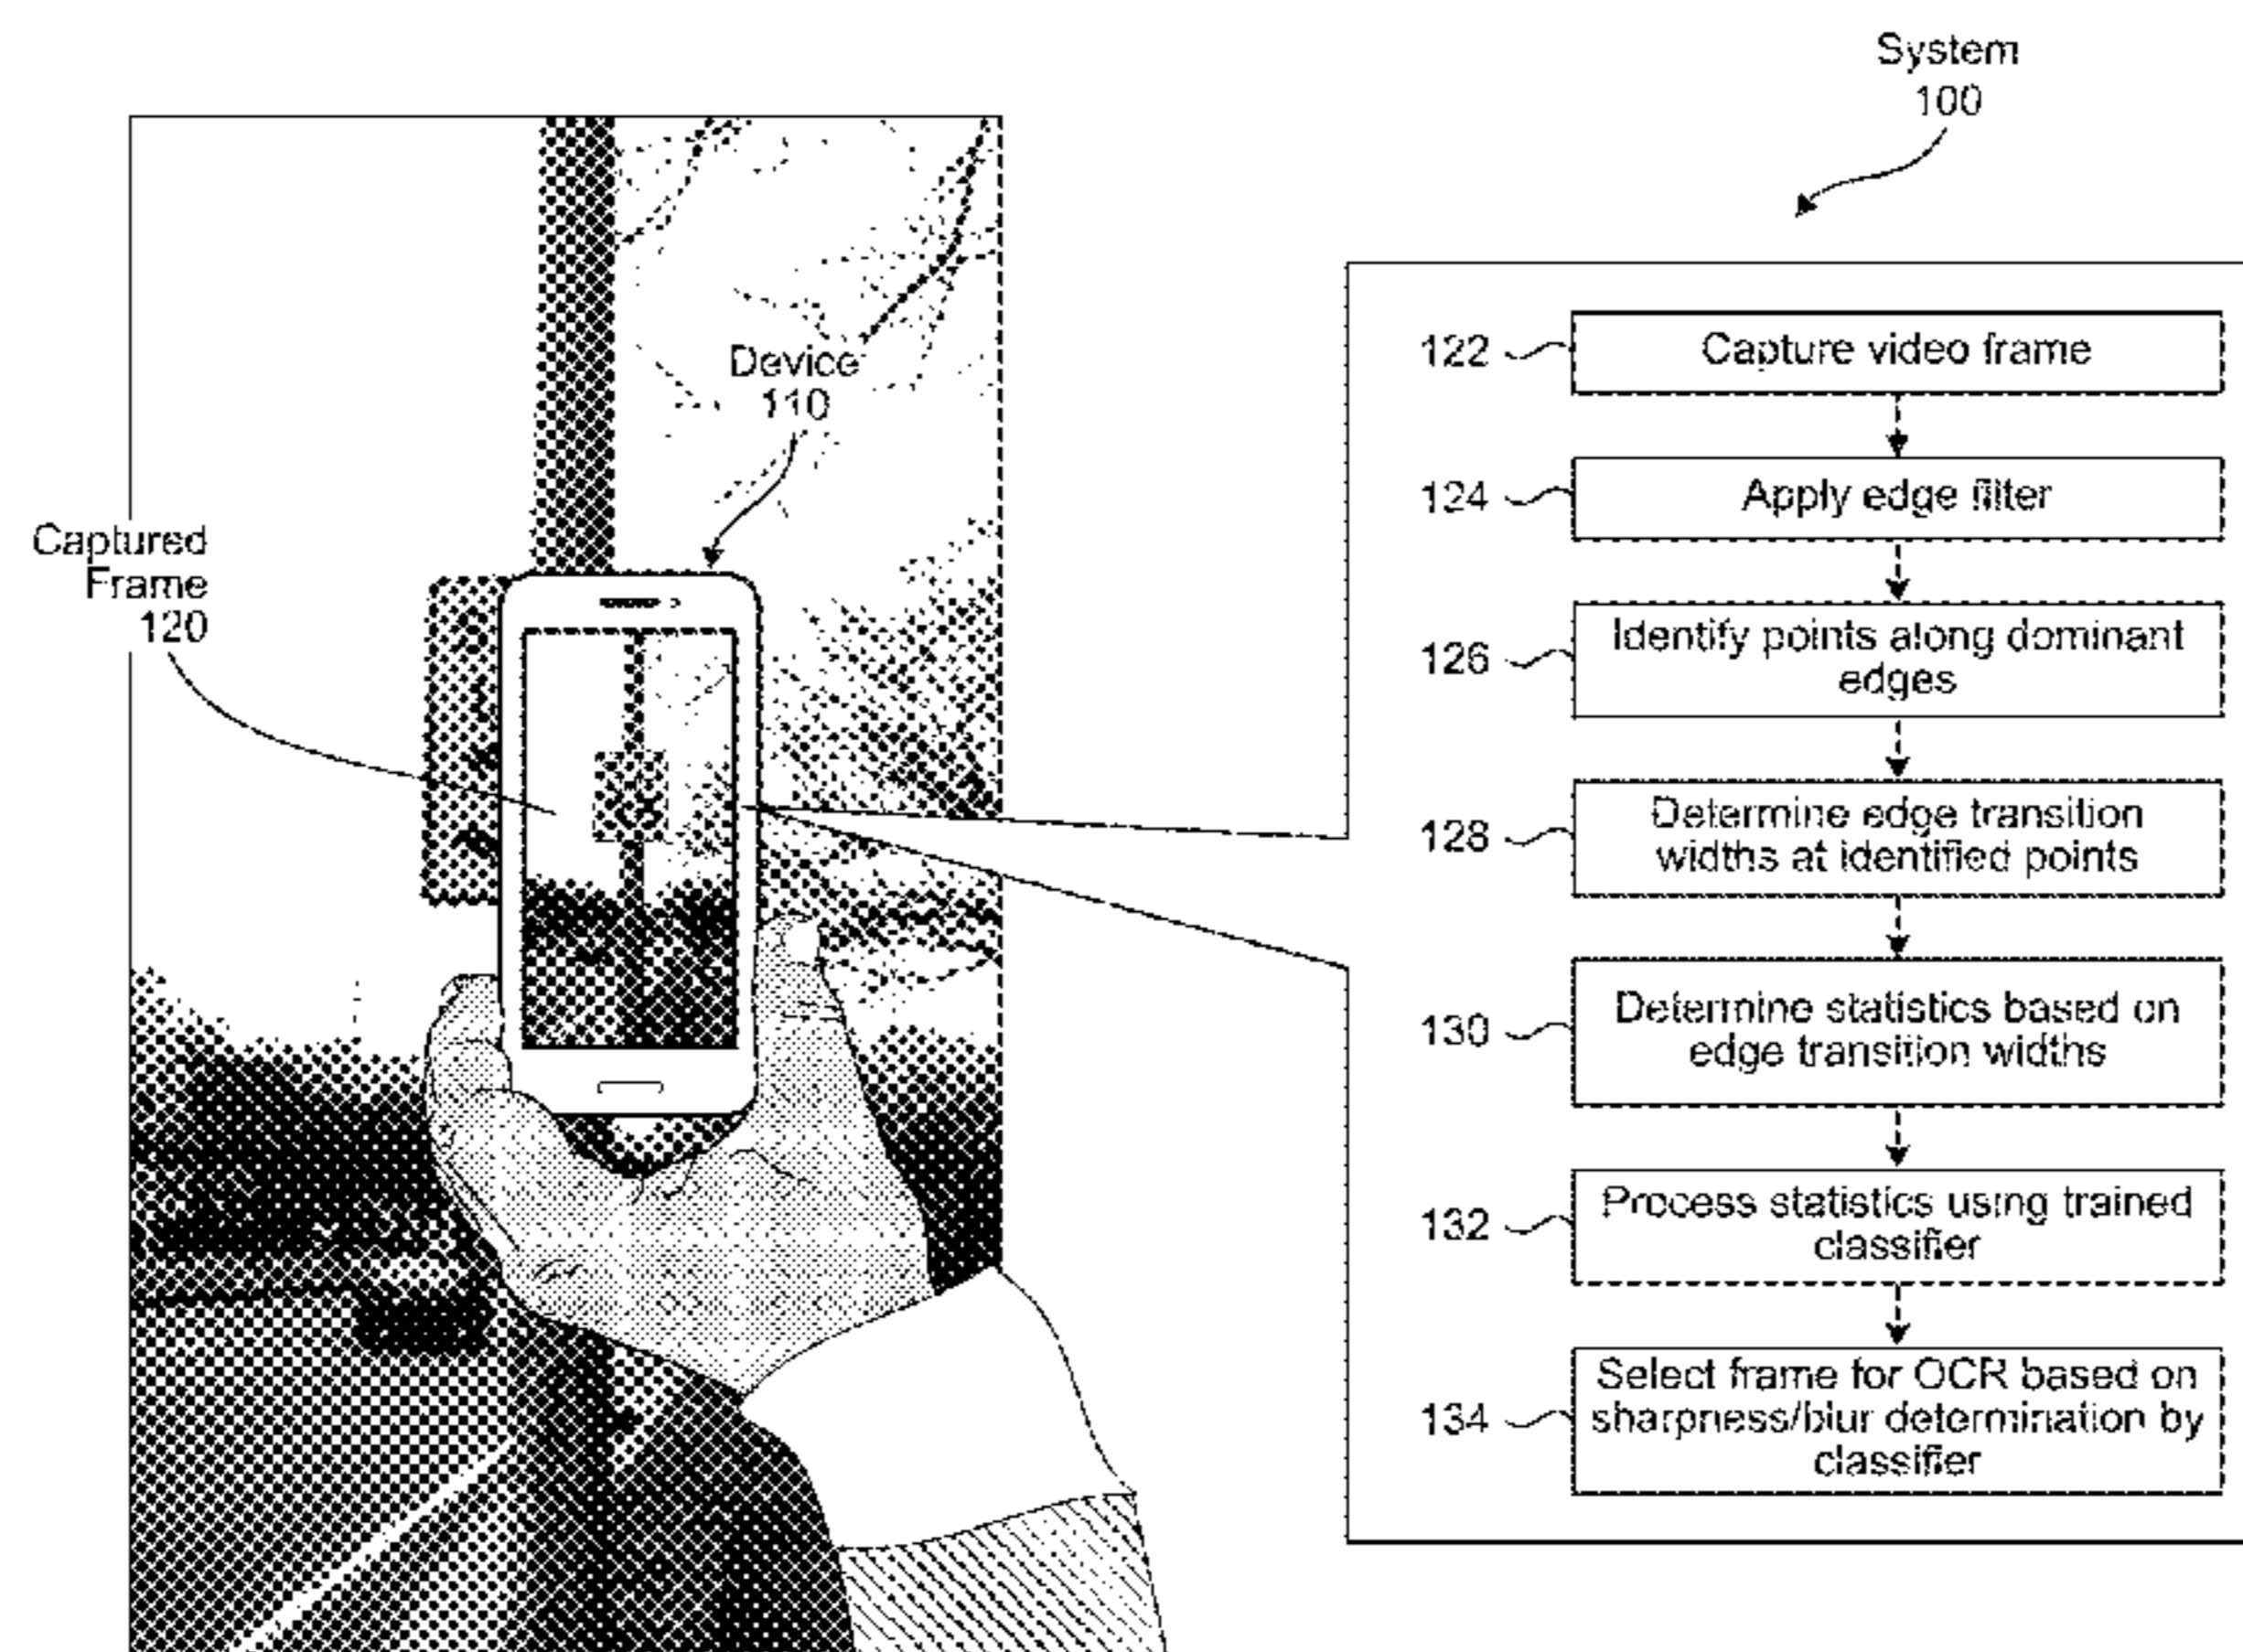 System
100
Device
110
Captured
Frame
120
122
Capture video frame
124
Apply edge filter
126
Identify points along dominant
edges
128
Determine edge transition
widths at identified points
130
Determine statistics based on
edge transition widths
132
Process statistics using trained
classifier
134
Select frame for OCR based on
sharpness/blur determination by
classifier